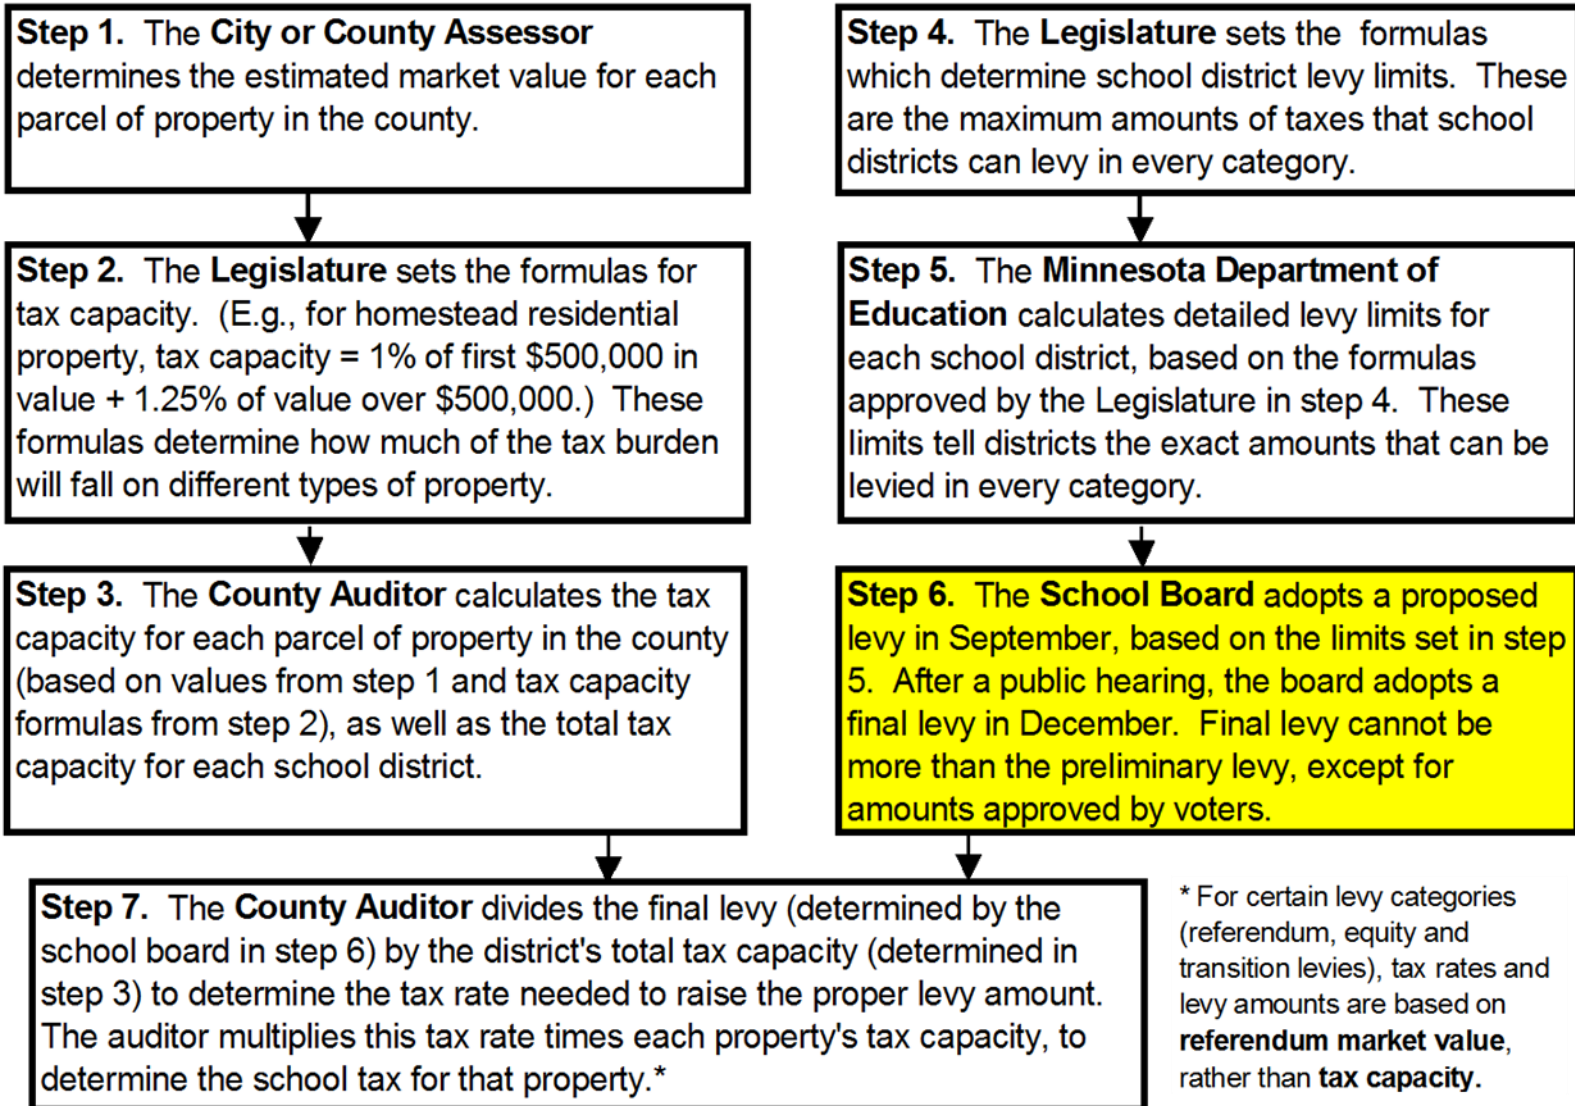 Step 1. The City or County Assessor
determines the estimated market value for each
parcel of property in the county.
Step 2. The Legislature sets the formulas for
tax capacity. (E.g., for homestead residential
property, tax capacity = 1% of first $500,000 in
value + 1.25% of value over $500,000.) These
formulas determine how much of the tax burden
will fall on different types of property.
Step 3. The County Auditor calculates the tax
capacity for each parcel of property in the county
(based on values from step 1 and tax capacity
formulas from step 2), as well as the total tax
capacity for each school district.
Step 4. The Legislature sets the formulas
which determine school district levy limits. These
are the maximum amounts of taxes that school
districts can levy in every category.
Step 5. The Minnesota Department of
Education calculates detailed levy limits for
each school district, based on the formulas
approved by the Legislature in step 4. These
limits tell districts the exact amounts that can be
levied in every category.
Step 6. The School Board adopts a proposed
levy in September, based on the limits set in step
5. After a public hearing, the board adopts a
final levy in December. Final levy cannot be
more than the preliminary levy, except for
amounts approved by voters.
Step 7. The County Auditor divides the final levy (determined by the
school board in step 6) by the district's total tax capacity (determined in
step 3) to determine the tax rate needed to raise the proper levy amount.
The auditor multiplies this tax rate times each property's tax capacity, to
determine the school tax for that property.*
* For certain levy categories
(referendum, equity and
transition levies), tax rates and
levy amounts are based on
referendum market value,
rather than tax capacity.